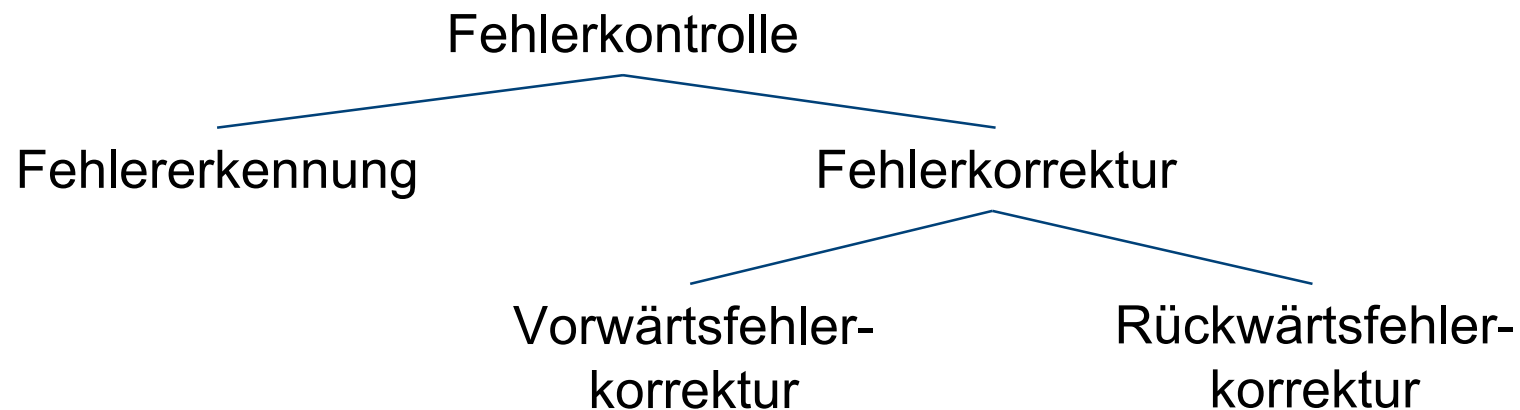 Fehlerkontrolle
Fehlererkennung
Fehlerkorrektur
Vorwärtsfehler-
korrektur
Rückwärtsfehler-
korrektur